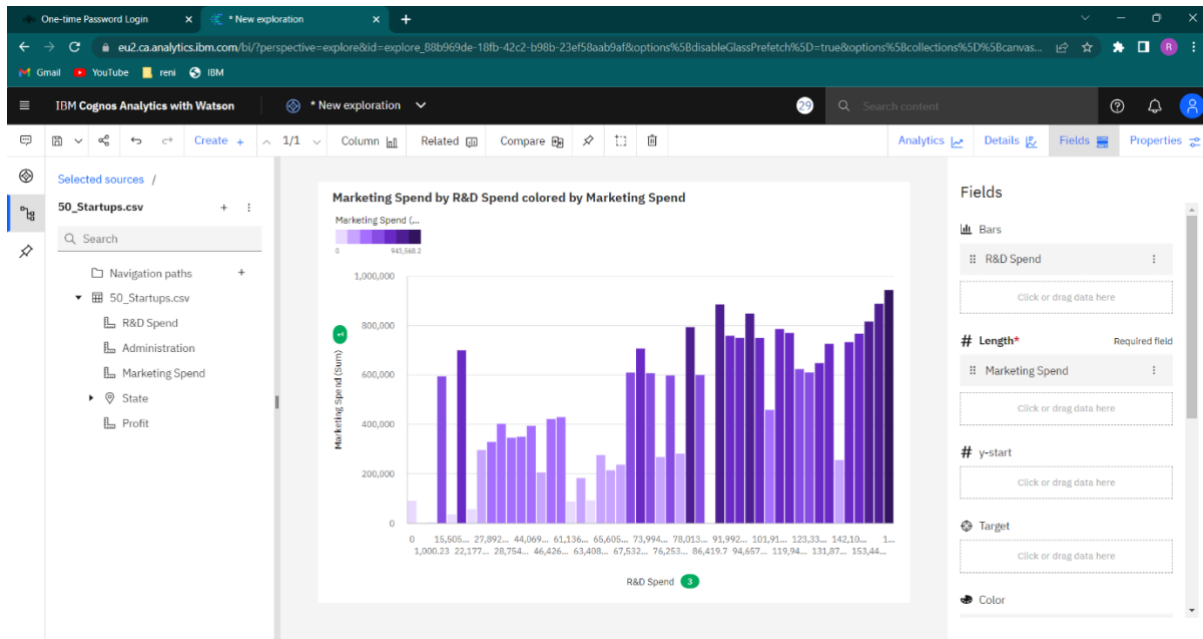 One-time Password Login × * New exploration × +
eu2.ca.analytics.ibm.com/bi/?perspective=explore&id=explore_88b969de-18fb-42c2-b98b-23ef58aab9af&options%5BdisableGlassPrefetch%5D=true&options%5Bcollections%5D%5Bcanvas...
R
Gmail YouTube reni IBM
IBM Cognos Analytics with Watson * New exploration 29 Search content
Create + 1/1 Column Related Compare Analytics Details Fields Properties
Selected sources /
50_Startups.csv +
Search
Navigation paths +
50_Startups.csv
R&D Spend
Administration
Marketing Spend
State
Profit
Marketing Spend by R&D Spend colored by Marketing Spend
Marketing Spend (...
0 943,568.2
1,000,000
800,000
600,000
400,000
200,000
0
Marketing Spend (Sum) 1
0 15,505... 27,892... 44,069... 61,136... 65,605... 73,994... 78,013... 91,992... 101,91... 123,33... 142,10... 1...
1,000.23 22,177... 28,754... 46,426... 63,408... 67,532... 76,253... 86,419.7 94,657... 119,94... 131,87... 153,44...
R&D Spend 3
Fields
Bars
R&D Spend
Click or drag data here
# Length* Required field
Marketing Spend
Click or drag data here
# y-start
Click or drag data here
Target
Click or drag data here
Color